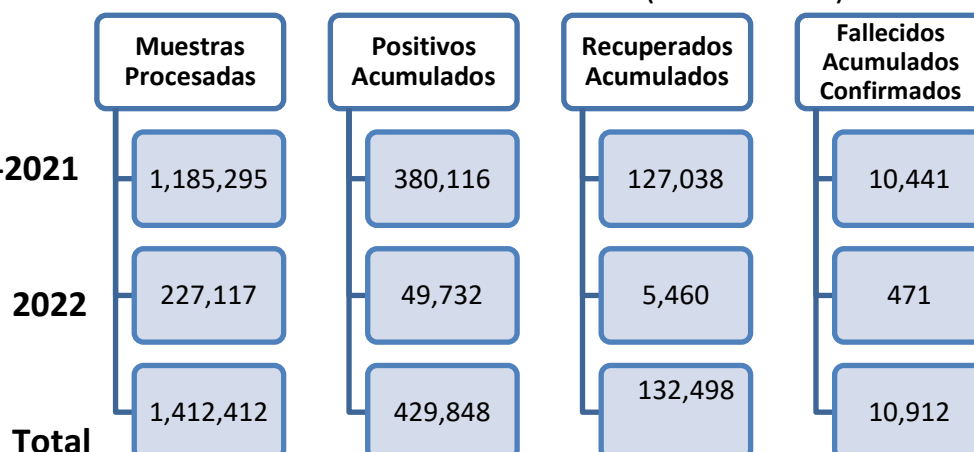 Muestras
Procesadas
Positivos
Acumulados
Recuperados
Acumulados
Fallecidos
Acumulados
Confirmados
-2021
1,185,295
380,116
127,038
10,441
2022
227,117
49,732
5,460
471
Total
1,412,412
429,848
132,498
10,912